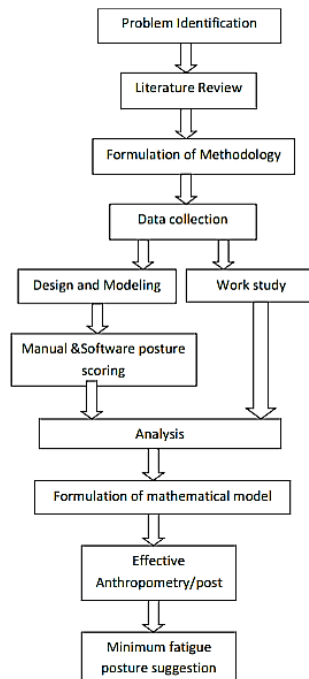 Problem Identification
Literature Review
Formulation of Methodology
Data collection
Design and Modeling
Work study
Manual &Software posture
scoring
Analysis
Formulation of mathematical model
Effective
Anthropometry/post
Minimum fatigue
posture suggestion